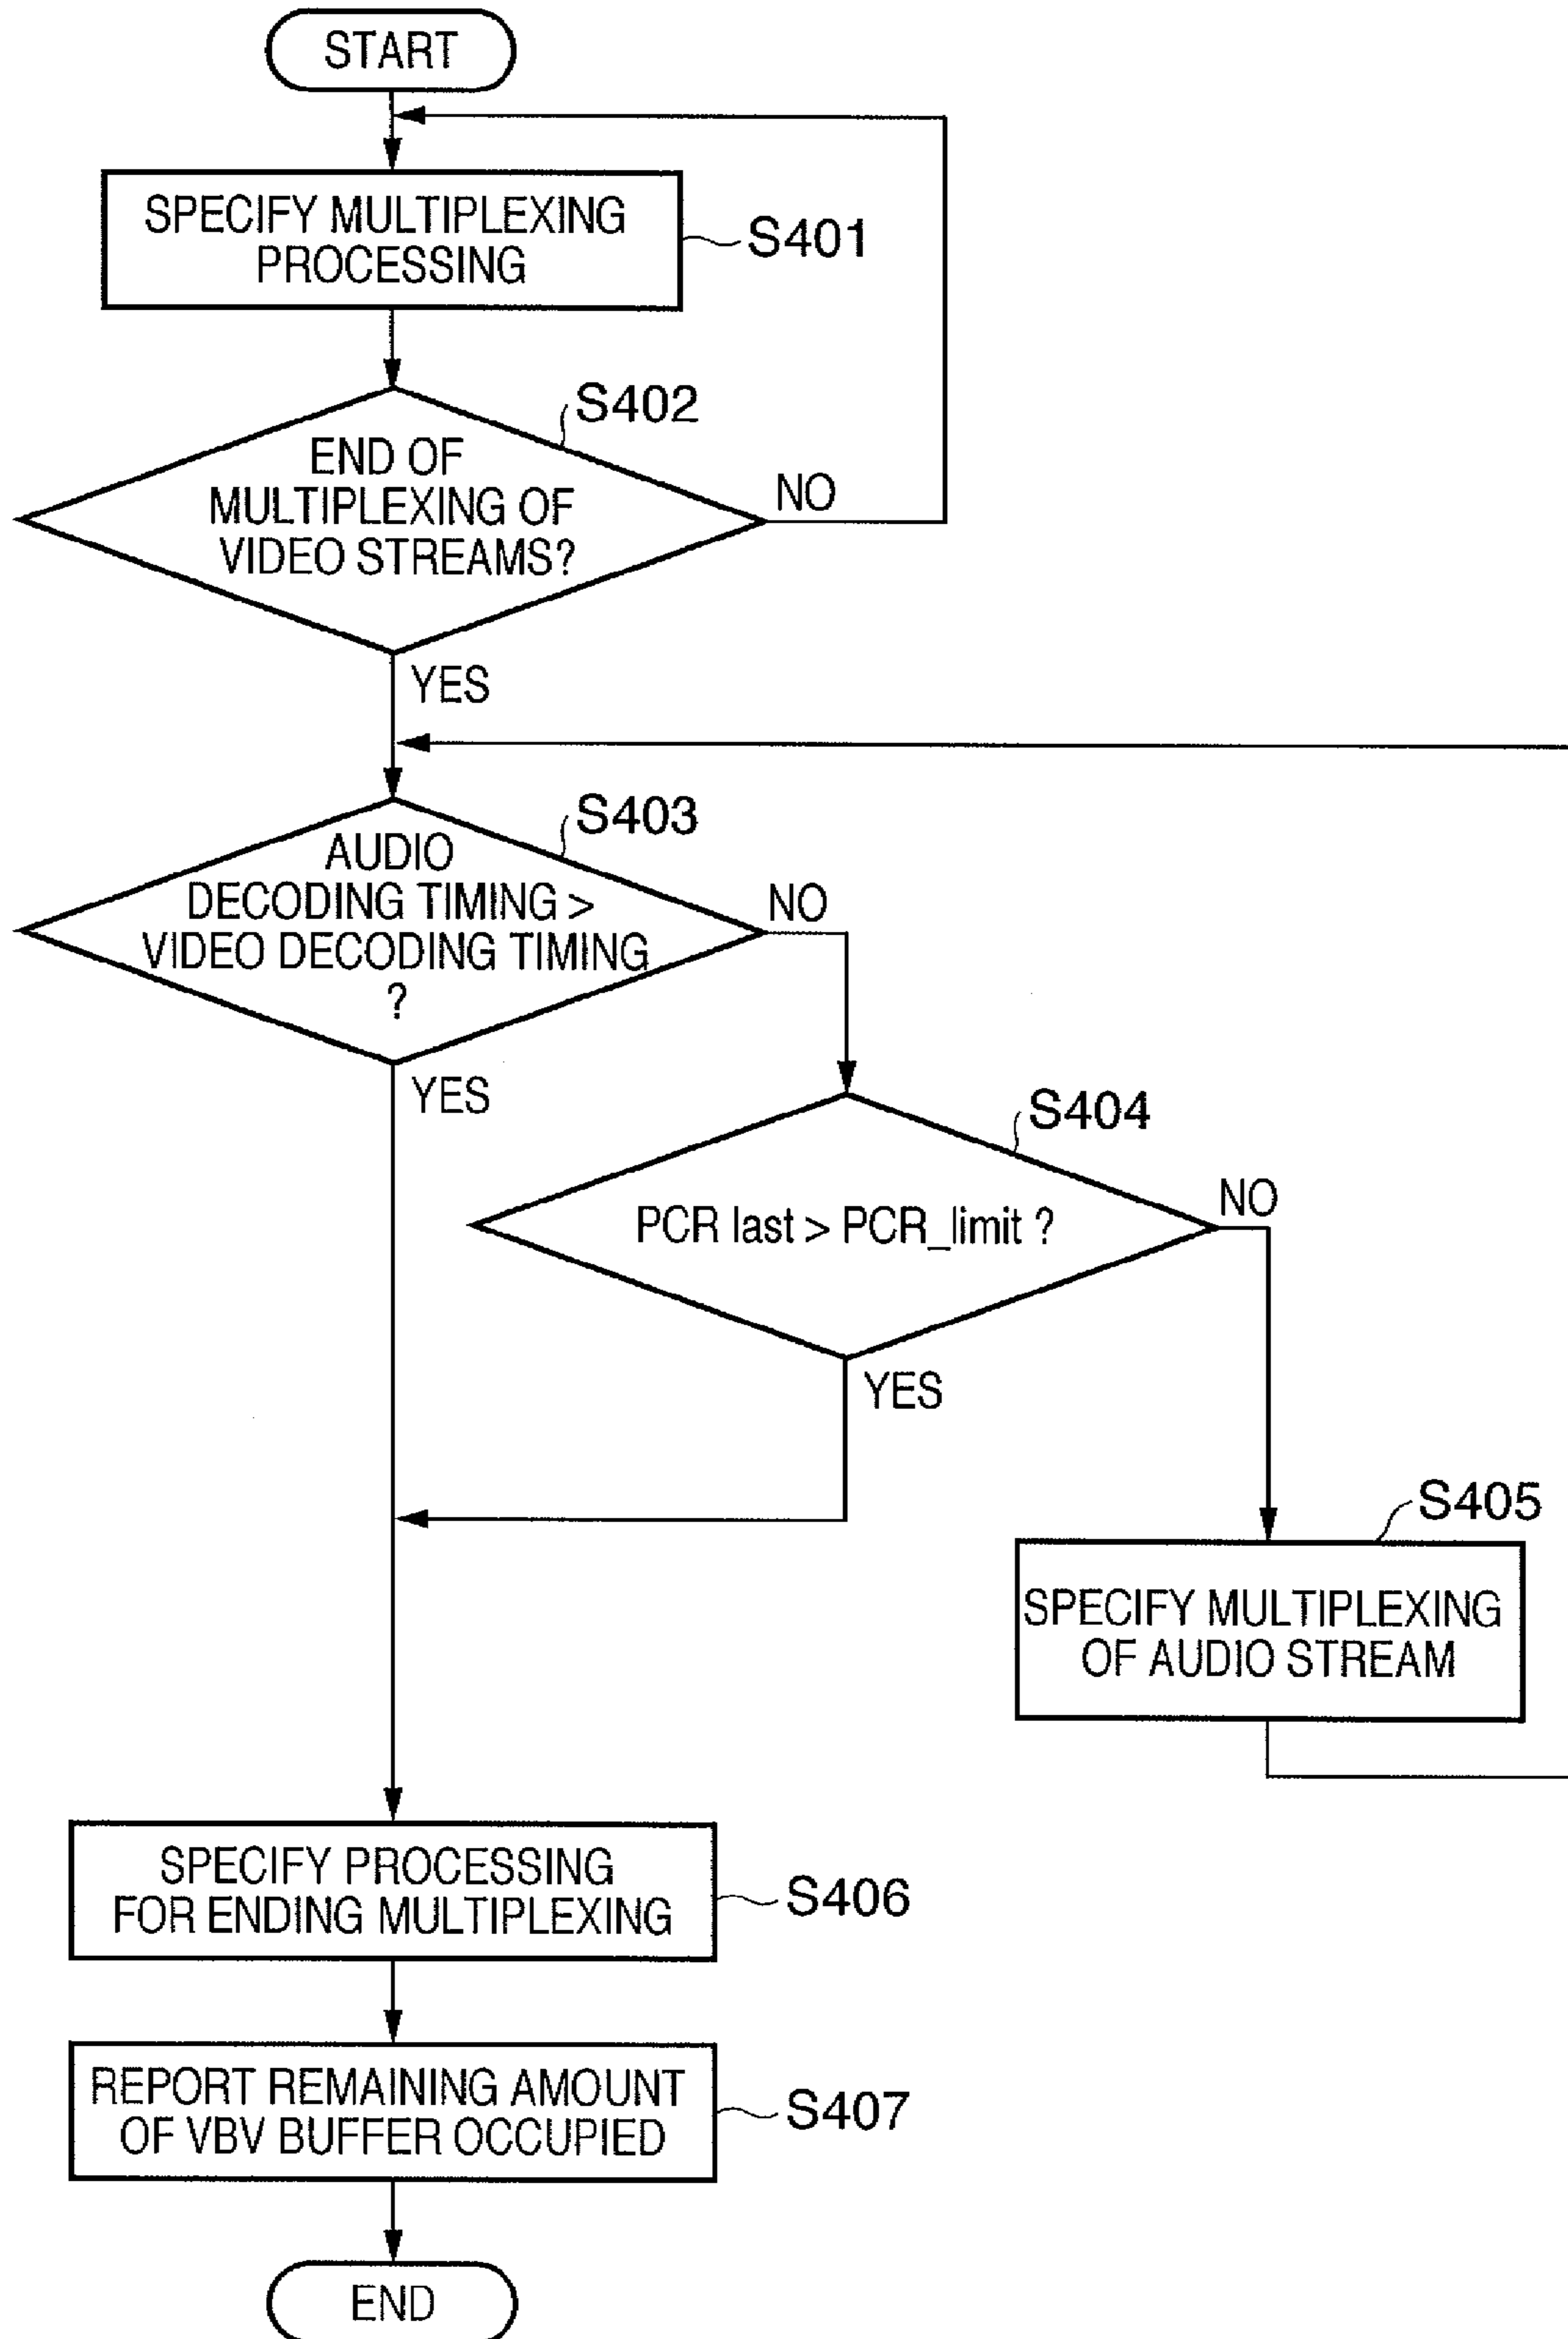 START
SPECIFY MULTIPLEXING
PROCESSING
S401
S402
END OF
MULTIPLEXING OF
VIDEO STREAMS?
NO
YES
S403
AUDIO
DECODING TIMING >
VIDEO DECODING TIMING
?
NO
YES
S404
PCR last > PCR_limit ?
NO
YES
S405
SPECIFY MULTIPLEXING
OF AUDIO STREAM
SPECIFY PROCESSING
FOR ENDING MULTIPLEXING
S406
REPORT REMAINING AMOUNT
OF VBV BUFFER OCCUPIED
S407
END